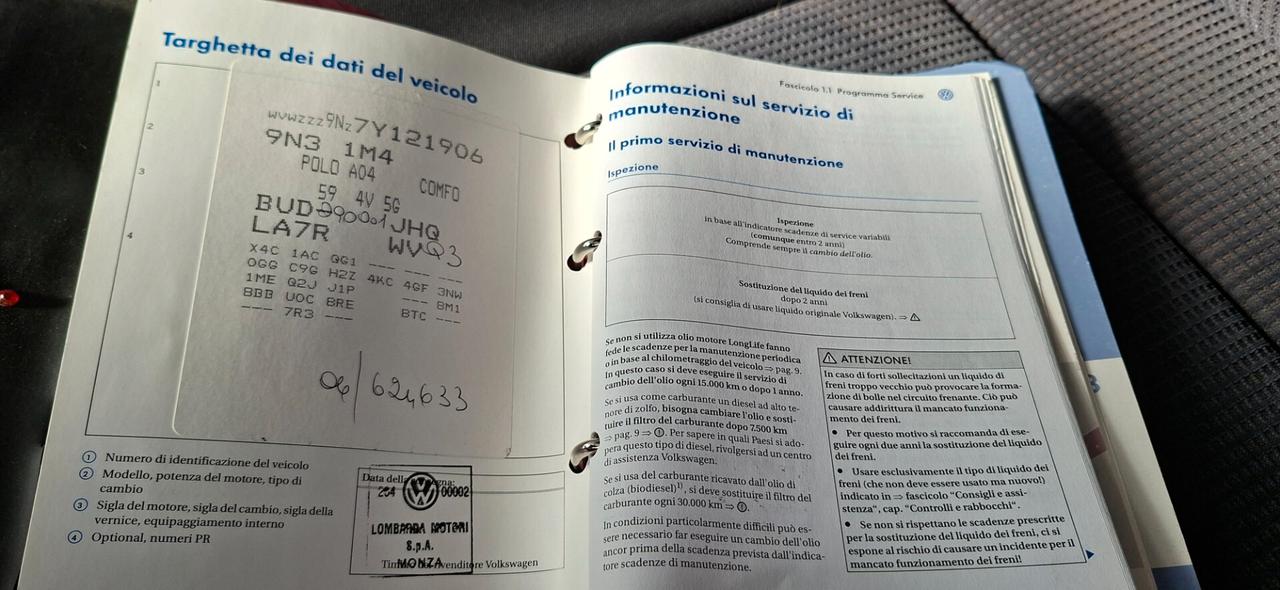 Targhetta dei dati del veicolo
1
2
3
4
WVWZZZ9NZ7Y121906
9N3 1M4
POLO A04 COMFO
59 4V 5G
BUD JHQ
LA7R WVQ3
X4C 1AC QG1 --- --- ---
0GG C9G H2Z 4KC 4GF 3NW
1ME Q2J J1P --- 8M1
8BB U0C 8RE BTC ---
--- 7R3 ---
06/624633
① Numero di identificazione del veicolo
② Modello, potenza del motore, tipo di
cambio
③ Sigla del motore, sigla del cambio, sigla della
vernice, equipaggiamento interno
④ Optional, numeri PR
Data della
264 00002
LOMBARDA MOTORI
S.p.A.
MONZA
venditore Volkswagen
Fascicolo 1.1 Programma Service
Informazioni sul servizio di
manutenzione
Il primo servizio di manutenzione
Ispezione
Ispezione
in base all'indicatore scadenze di service variabili
(comunque entro 2 anni)
Comprende sempre il cambio dell'olio.
Sostituzione del liquido dei freni
dopo 2 anni
(si consiglia di usare liquido originale Volkswagen). ⇒ ⚠
Se non si utilizza olio motore LongLife fanno
fede le scadenze per la manutenzione periodica
o in base al chilometraggio del veicolo ⇒ pag. 9.
In questo caso si deve eseguire il servizio di
cambio dell'olio ogni 15.000 km o dopo 1 anno.
Se si usa come carburante un diesel ad alto te-
nore di zolfo, bisogna cambiare l'olio e sosti-
tuire il filtro del carburante dopo 7.500 km
⇒ pag. 9 ⇒ ①. Per sapere in quali Paesi si ado-
pera questo tipo di diesel, rivolgersi ad un centro
di assistenza Volkswagen.
Se si usa del carburante ricavato dall'olio di
colza (biodiesel)¹⁾, si deve sostituire il filtro del
carburante ogni 30.000 km ⇒ ①.
In condizioni particolarmente difficili può es-
sere necessario far eseguire un cambio dell'olio
ancor prima della scadenza prevista dall'indica-
tore scadenze di manutenzione.
⚠ ATTENZIONE!
In caso di forti sollecitazioni un liquido di
freni troppo vecchio può provocare la forma-
zione di bolle nel circuito frenante. Ciò può
causare addirittura il mancato funziona-
mento dei freni.
• Per questo motivo si raccomanda di ese-
guire ogni due anni la sostituzione del liquido
dei freni.
• Usare esclusivamente il tipo di liquido dei
freni (che non deve essere usato ma nuovo!)
indicato in ⇒ fascicolo "Consigli e assi-
stenza", cap. "Controlli e rabbocchi".
• Se non si rispettano le scadenze prescritte
per la sostituzione del liquido dei freni, ci si
espone al rischio di causare un incidente per il
mancato funzionamento dei freni!